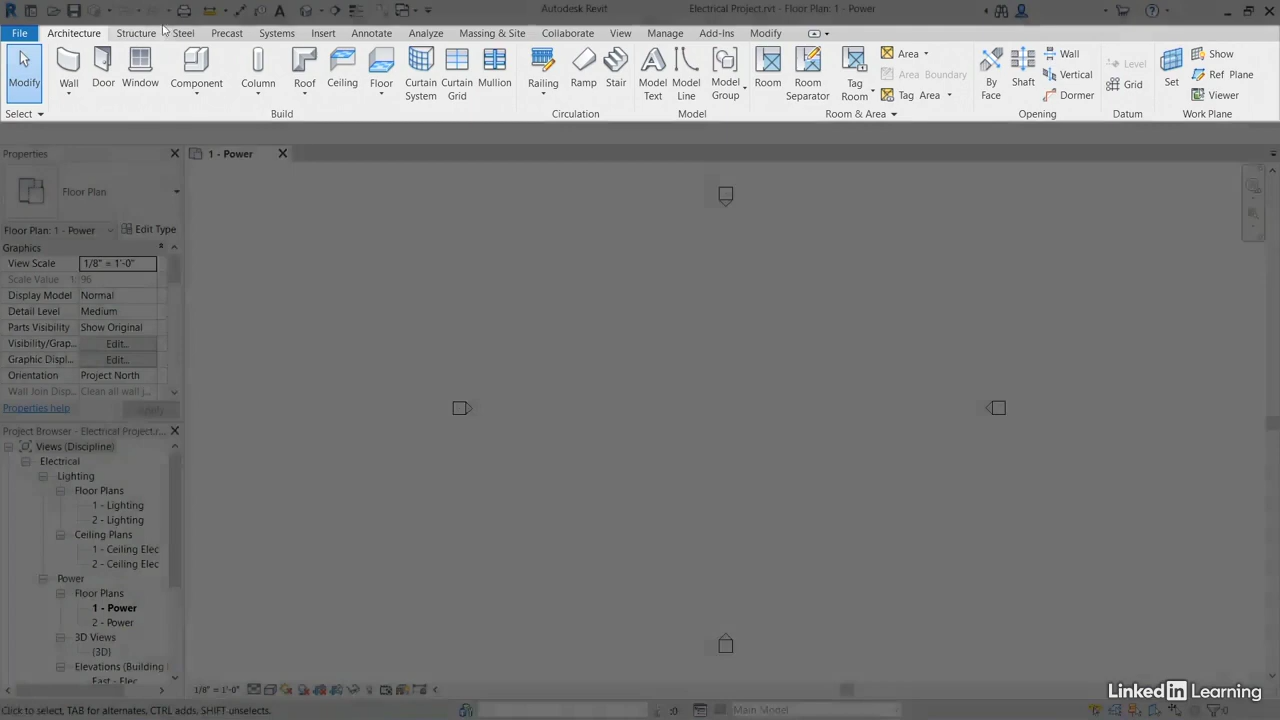 Autodesk Revit Electrical Project.rvt - Floor Plan: 1 - Power
File Architecture Structure Steel Precast Systems Insert Annotate Analyze Massing & Site Collaborate View Manage Add-Ins Modify
Modify Wall Door Window Component Column Roof Ceiling Floor Curtain System Curtain Grid Mullion Railing Ramp Stair Model Text Model Line Model Group Room Room Separator Tag Room
Area
Area Boundary
Tag Area
By Face Shaft
Wall
Vertical
Dormer
Level
Grid
Set
Show
Ref Plane
Viewer
Select Build Circulation Model Room & Area Opening Datum Work Plane
Properties
1 - Power
Floor Plan
Floor Plan: 1 - Power Edit Type
Graphics
View Scale 1/8" = 1'-0"
Scale Value 1: 96
Display Model Normal
Detail Level Medium
Parts Visibility Show Original
Visibility/Grap... Edit...
Graphic Displ... Edit...
Orientation Project North
Wall Join Disp... Clean all wall j...
Properties help Apply
Project Browser - Electrical Project.r...
Views (Discipline)
Electrical
Lighting
Floor Plans
1 - Lighting
2 - Lighting
Ceiling Plans
1 - Ceiling Elec
2 - Ceiling Elec
Power
Floor Plans
1 - Power
2 - Power
3D Views
{3D}
Elevations (Building
East - Elec
1/8" = 1'-0"
Click to select, TAB for alternates, CTRL adds, SHIFT unselects. :0 Main Model :0
LinkedIn Learning